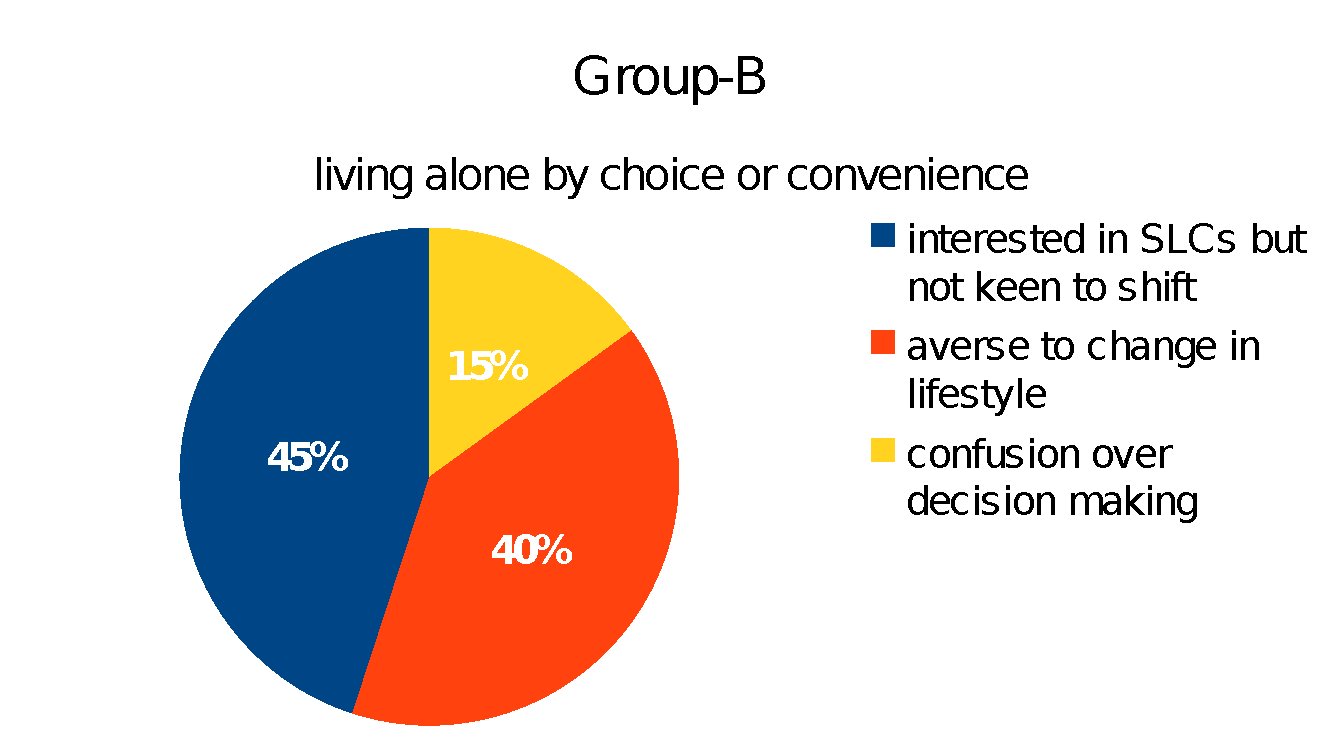 Group-B
living alone by choice or convenience
interested in SLCs but
not keen to shift
averse to change in
lifestyle
confusion over
decision making
15%
45%
40%